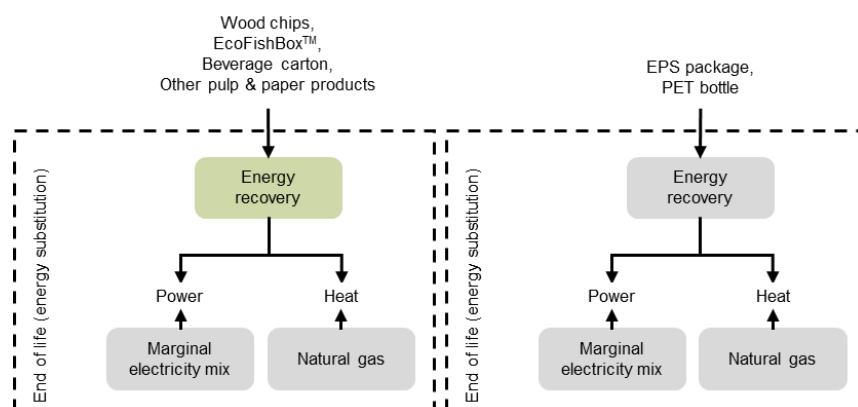 Wood chips,
EcoFishBox™,
Beverage carton,
Other pulp & paper products
End of life (energy substitution)
Energy
recovery
Power
Heat
Marginal
electricity mix
Natural gas
EPS package,
PET bottle
End of life (energy substitution)
Energy
recovery
Power
Heat
Marginal
electricity mix
Natural gas